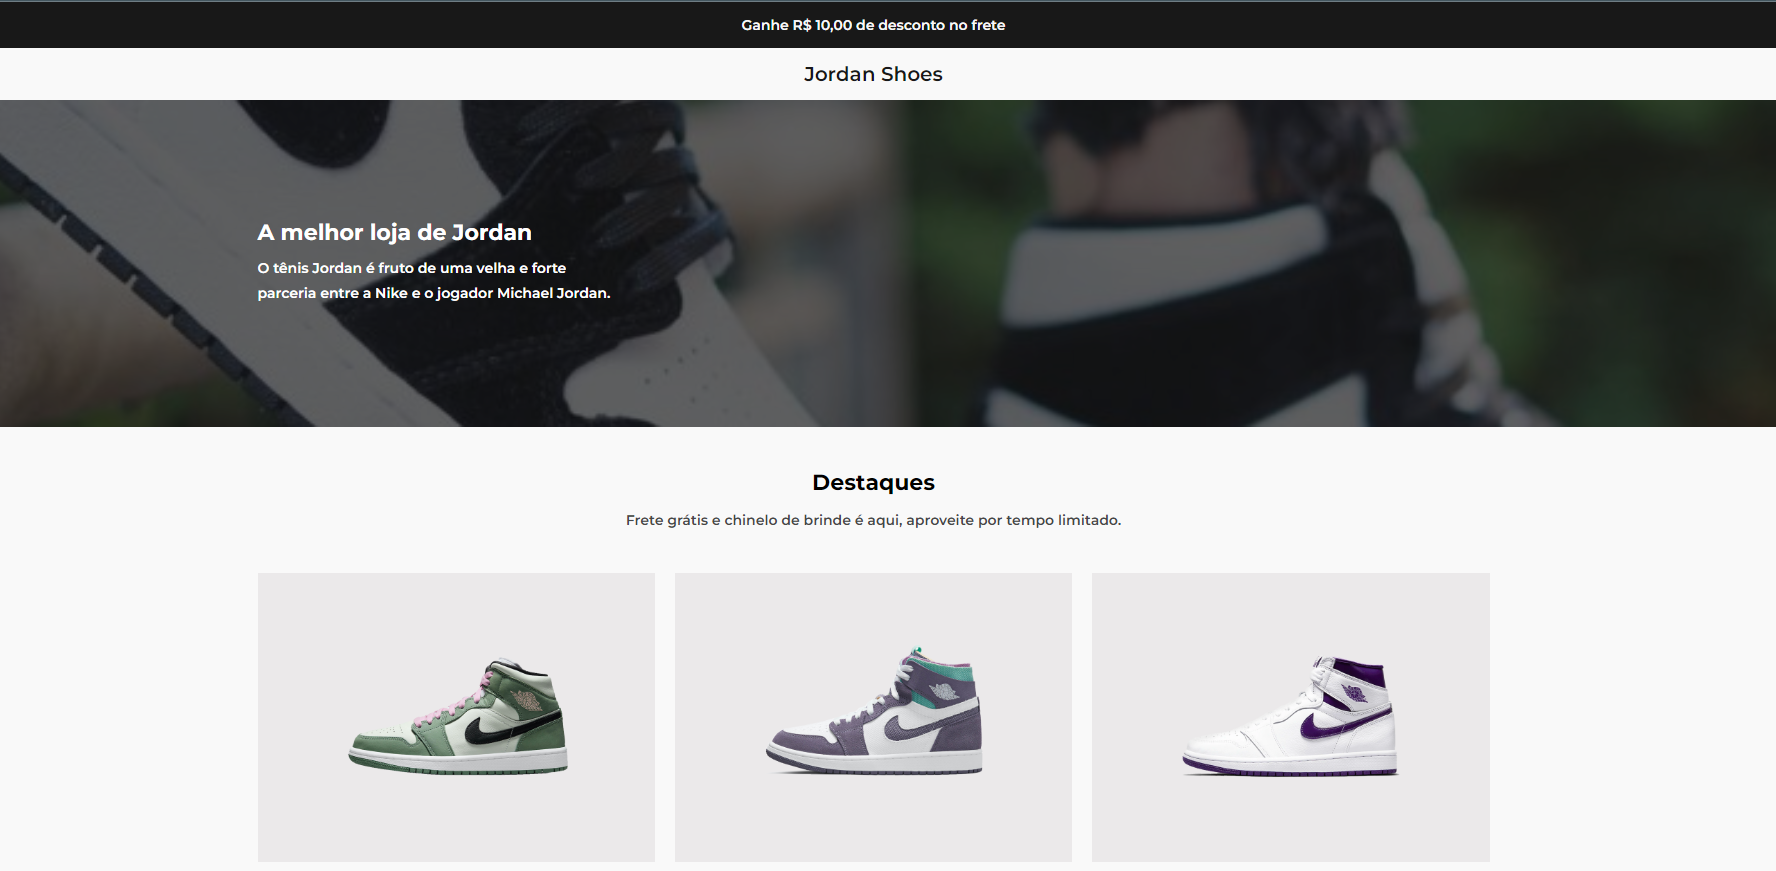 Ganhe R$ 10,00 de desconto no frete
Jordan Shoes
A melhor loja de Jordan
O tênis Jordan é fruto de uma velha e forte
parceria entre a Nike e o jogador Michael Jordan.
Destaques
Frete grátis e chinelo de brinde é aqui, aproveite por tempo limitado.